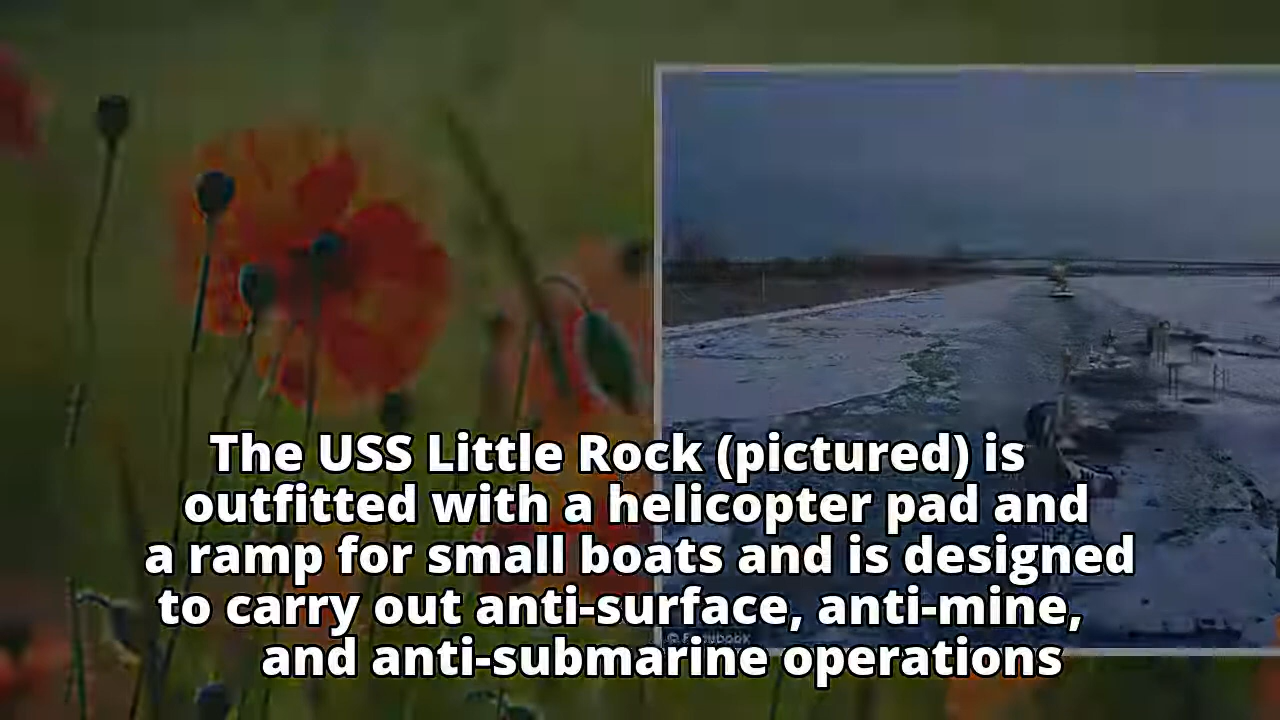 The USS Little Rock (pictured) is
outfitted with a helicopter pad and
a ramp for small boats and is designed
to carry out anti-surface, anti-mine,
© Facebook
and anti-submarine operations